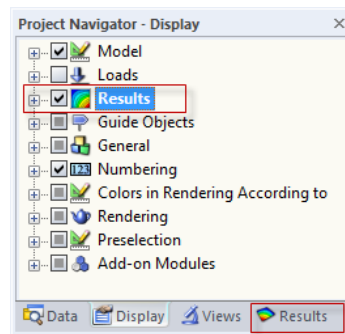 Project Navigator - Display
Model
Loads
Results
Guide Objects
General
123 Numbering
Colors in Rendering According to
Rendering
Preselection
Add-on Modules
Data Display Views Results